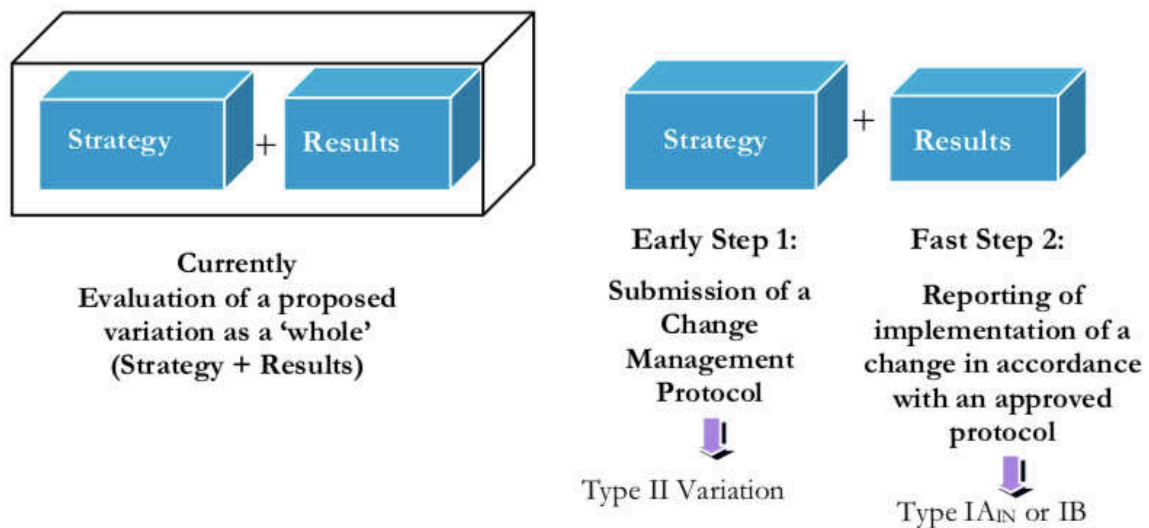 Strategy
+
Results
Currently
Evaluation of a proposed
variation as a ‘whole’
(Strategy + Results)
Strategy
+
Results
Early Step 1:
Submission of a
Change
Management
Protocol
Type II Variation
Fast Step 2:
Reporting of
implementation of a
change in accordance
with an approved
protocol
Type IAIN or IB